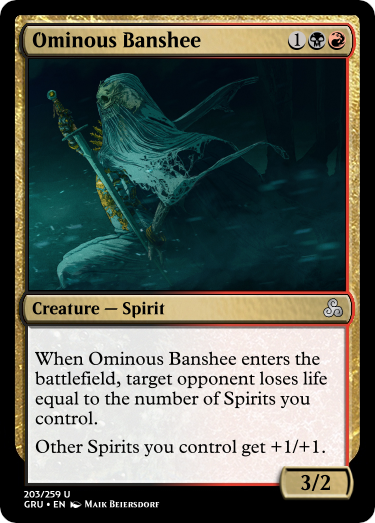 Ominous Banshee 1
Creature — Spirit
When Ominous Banshee enters the
battlefield, target opponent loses life
equal to the number of Spirits you
control.
Other Spirits you control get +1/+1.
3/2
203/259 U
GRU • EN Maik Beiersdorf